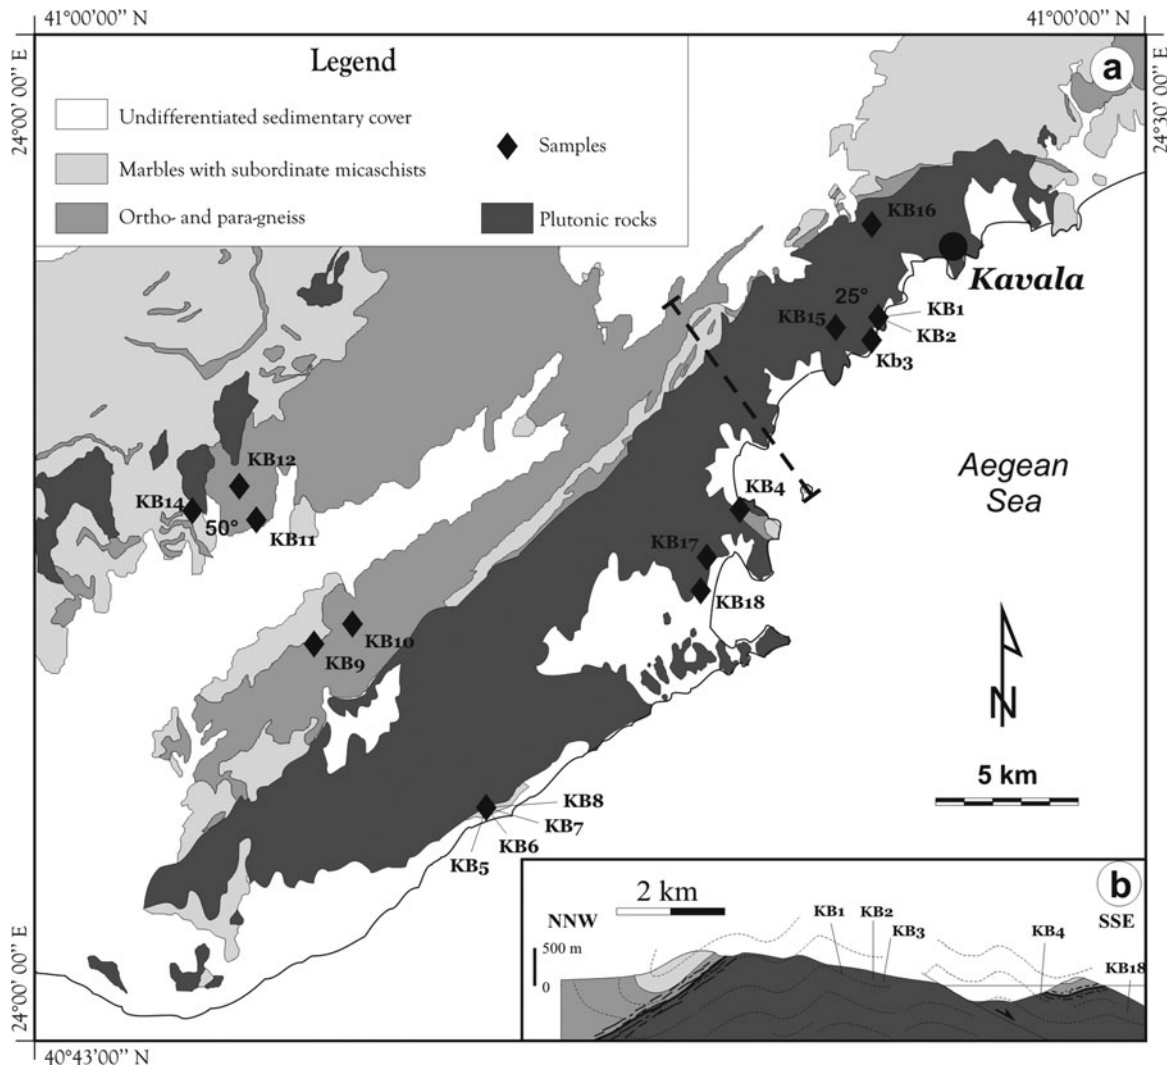 41°00'00'' N
41°00'00'' N
24°00' 00'' E
24°30' 00'' E
a
Legend
Undifferentiated sedimentary cover
Marbles with subordinate micaschists
Ortho- and para-gneiss
Samples
Plutonic rocks
KB16
Kavala
25°
KB15
KB1
KB2
Kb3
KB12
KB14
50°
KB11
KB4
Aegean
Sea
KB17
KB18
KB10
KB9
N
5 km
KB8
KB7
KB6
KB5
b
2 km
NNW
SSE
500 m
0
KB1
KB2
KB3
KB4
KB18
24°00' 00'' E
40°43'00'' N